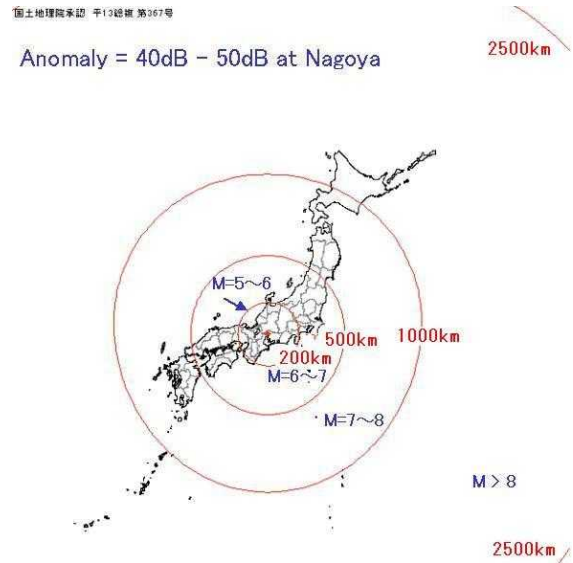 国土地理院承認 平13総複 第367号
2500km
Anomaly = 40dB - 50dB at Nagoya
M=5～6
500km
1000km
200km
M=6～7
M=7～8
M > 8
2500km